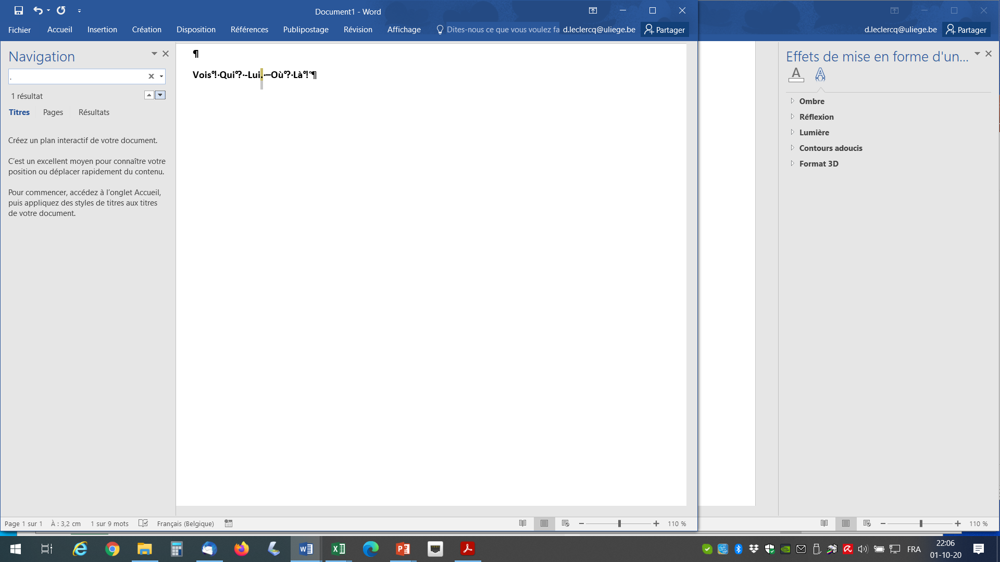 Document1 - Word
Fichier Accueil Insertion Création Disposition Références Publipostage Révision Affichage Dites-nous ce que vous voulez fa d.leclercq@uliege.be Partager
d.leclercq@uliege.be Partager
Navigation
.
1 résultat
Titres Pages Résultats
Créez un plan interactif de votre document.
C'est un excellent moyen pour connaître votre
position ou déplacer rapidement du contenu.
Pour commencer, accédez à l'onglet Accueil,
puis appliquez des styles de titres aux titres
de votre document.
¶
Vois°!·Qui°?·-Lui.·–Où°?·Là°!°¶
Effets de mise en forme d'un...
A A
Ombre
Réflexion
Lumière
Contours adoucis
Format 3D
Page 1 sur 1 À : 3,2 cm 1 sur 9 mots Français (Belgique) 110 %
110 %
FRA
22:06
01-10-20